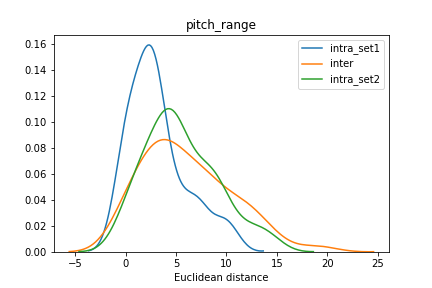 pitch_range
0.16
0.14
0.12
0.10
0.08
0.06
0.04
0.02
0.00
intra_set1
inter
intra_set2
−5 0 5 10 15 20 25
Euclidean distance